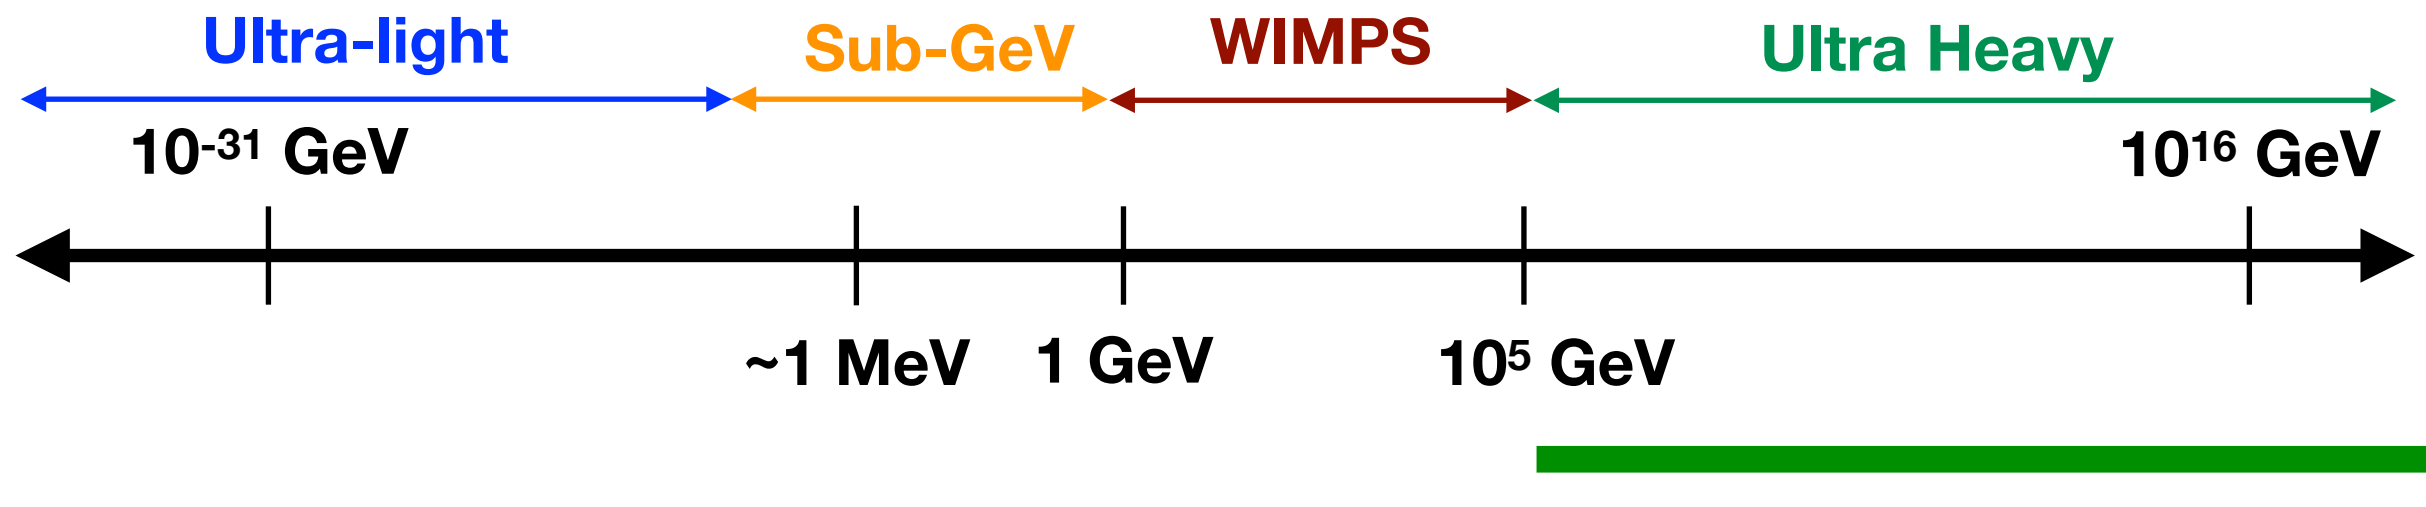 Ultra-light Sub-GeV WIMPS Ultra Heavy
10⁻³¹ GeV 10¹⁶ GeV
~1 MeV 1 GeV 10⁵ GeV